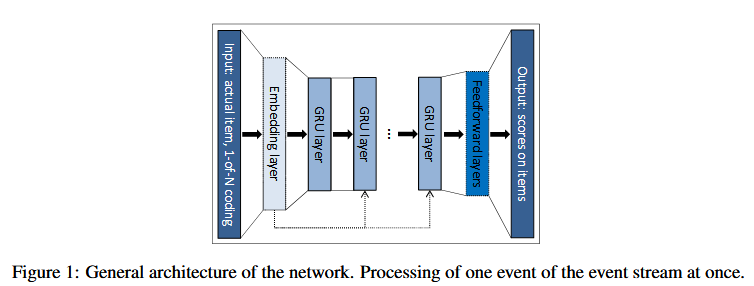 Input: actual item, 1-of-N coding
Embedding layer
GRU layer
GRU layer
...
GRU layer
Feedforward layers
Output: scores on items
Figure 1: General architecture of the network. Processing of one event of the event stream at once.